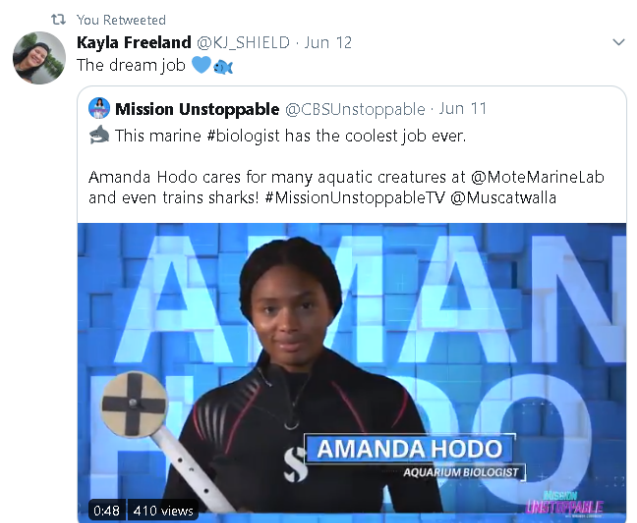 You Retweeted
Kayla Freeland @KJ_SHIELD · Jun 12
The dream job
Mission Unstoppable @CBSUnstoppable · Jun 11
This marine #biologist has the coolest job ever.
Amanda Hodo cares for many aquatic creatures at @MoteMarineLab
and even trains sharks! #MissionUnstoppableTV @Muscatwalla
AMAN
HODO
AMANDA HODO
AQUARIUM BIOLOGIST
0:48 410 views
MISSION
UNSTOPPABLE